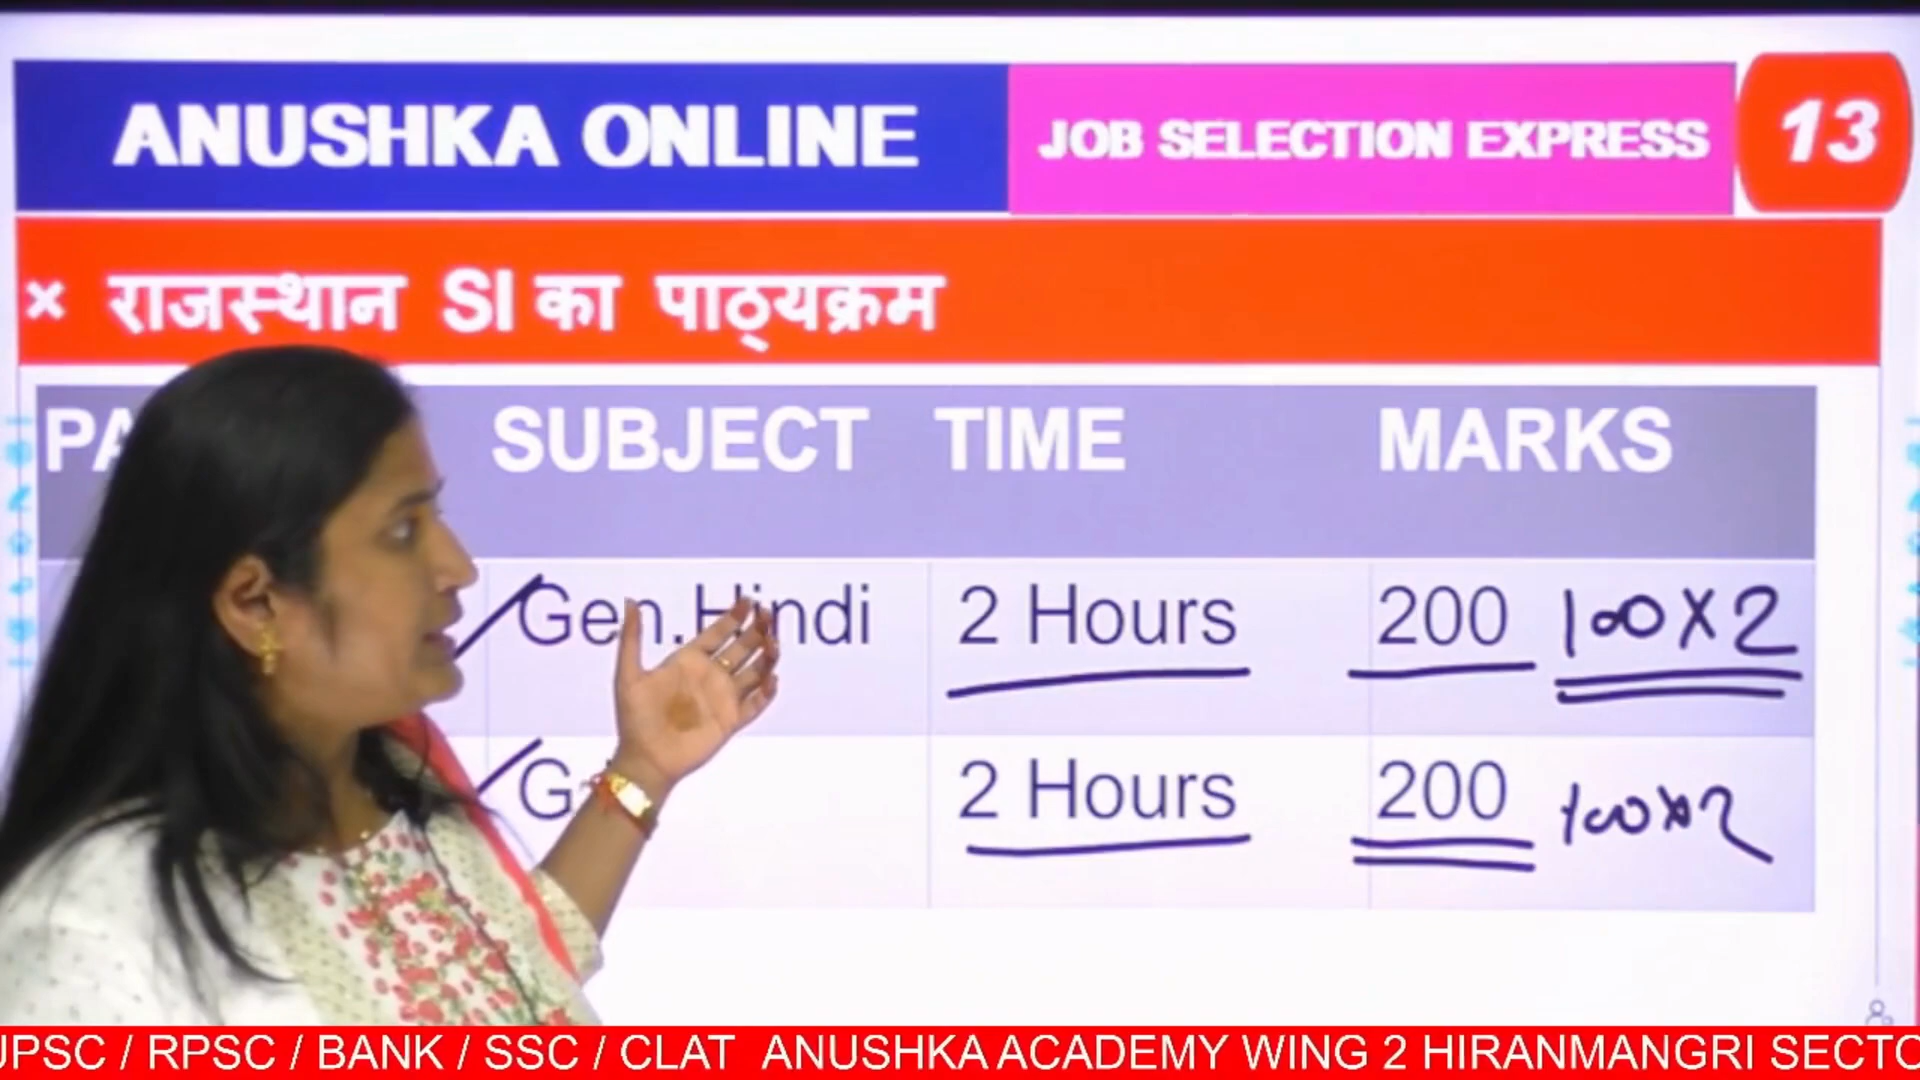 ANUSHKA ONLINE JOB SELECTION EXPRESS 13
× राजस्थान SI का पाठ्यक्रम
SUBJECT TIME MARKS
Gen.Hindi 2 Hours 200 100×2
2 Hours 200 100×2
/ RPSC / BANK / SSC / CLAT ANUSHKA ACADEMY WING 2 HIRANMANGRI